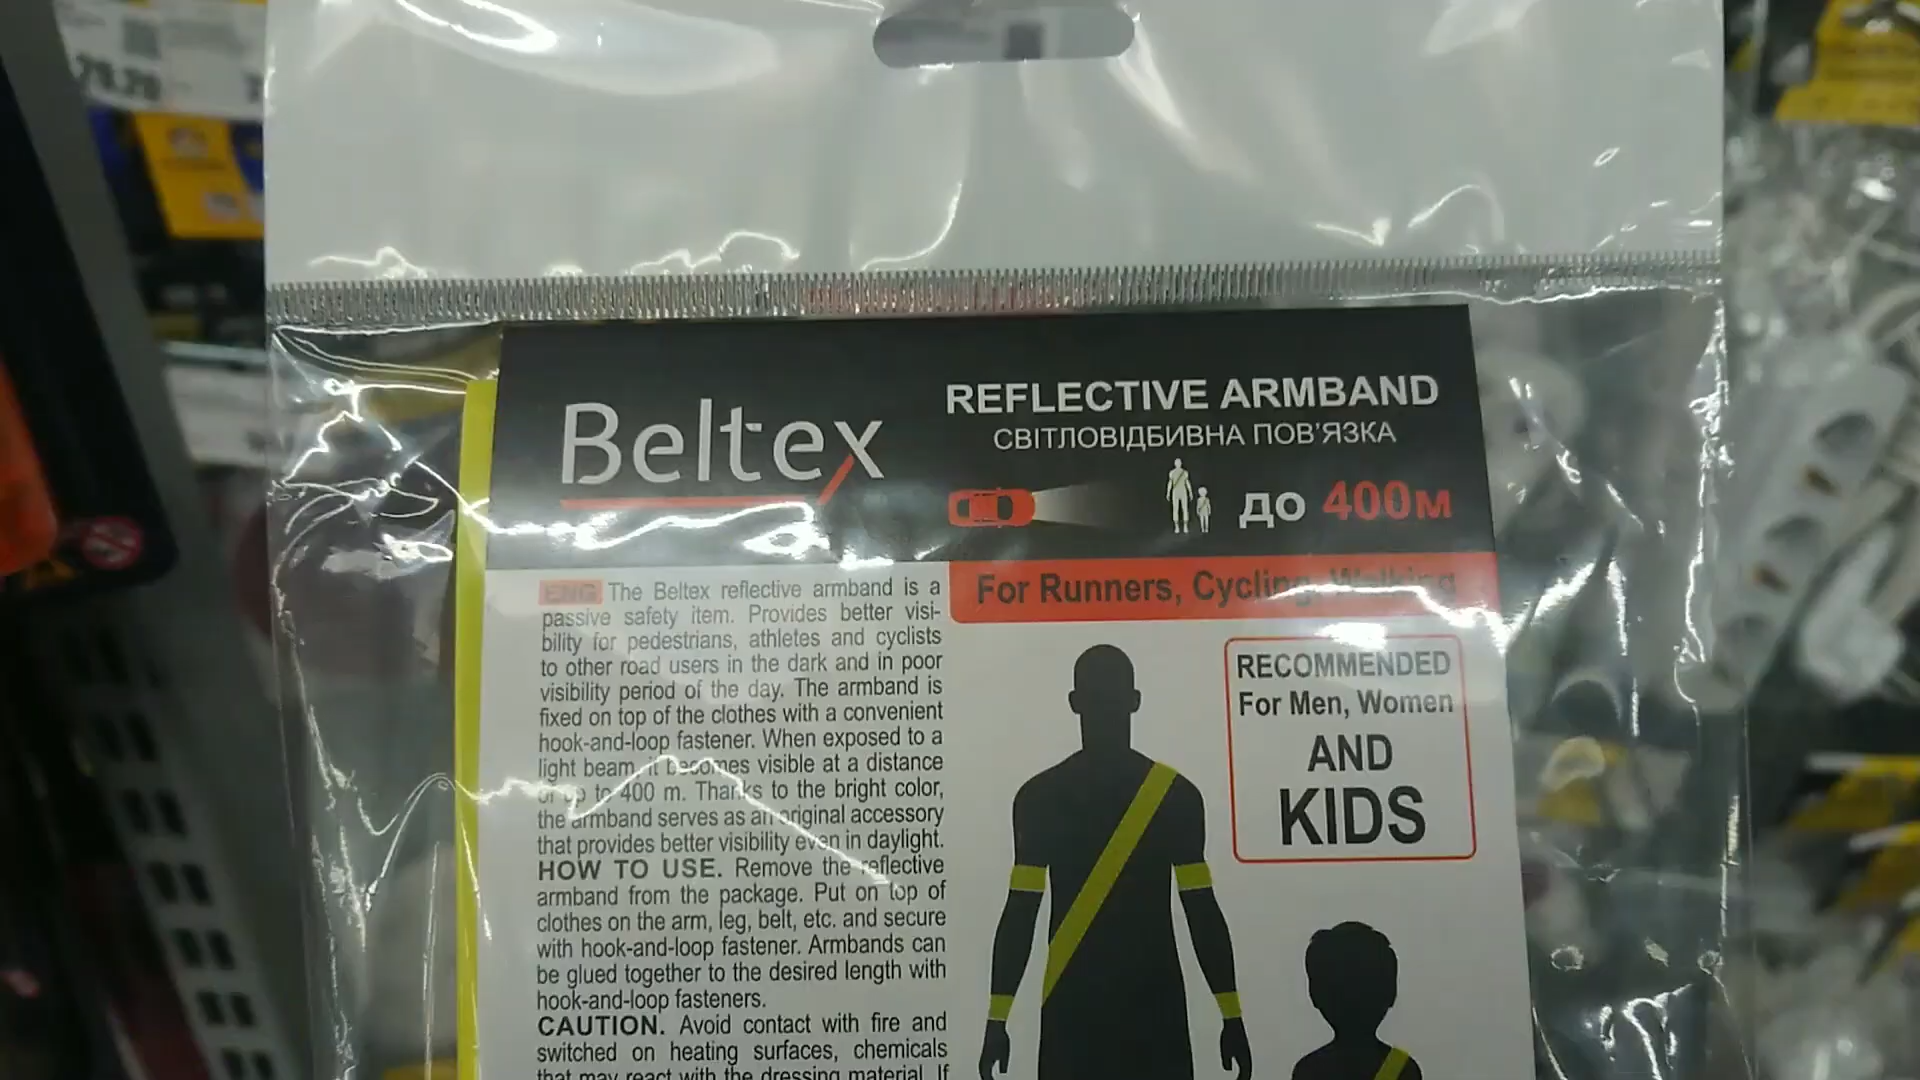 79.20
Beltex
REFLECTIVE ARMBAND
СВІТЛОВІДБИВНА ПОВ'ЯЗКА
до 400м
For Runners, Cycling, Walking
RECOMMENDED
For Men, Women
AND
KIDS
ENG The Beltex reflective armband is a
passive safety item. Provides better visi-
bility for pedestrians, athletes and cyclists
to other road users in the dark and in poor
visibility period of the day. The armband is
fixed on top of the clothes with a convenient
hook-and-loop fastener. When exposed to a
light beam, it becomes visible at a distance
of up to 400 m. Thanks to the bright color,
the armband serves as an original accessory
that provides better visibility even in daylight.
HOW TO USE. Remove the reflective
armband from the package. Put on top of
clothes on the arm, leg, belt, etc. and secure
with hook-and-loop fastener. Armbands can
be glued together to the desired length with
hook-and-loop fasteners.
CAUTION. Avoid contact with fire and
switched on heating surfaces, chemicals
that may react with the dressing material. If